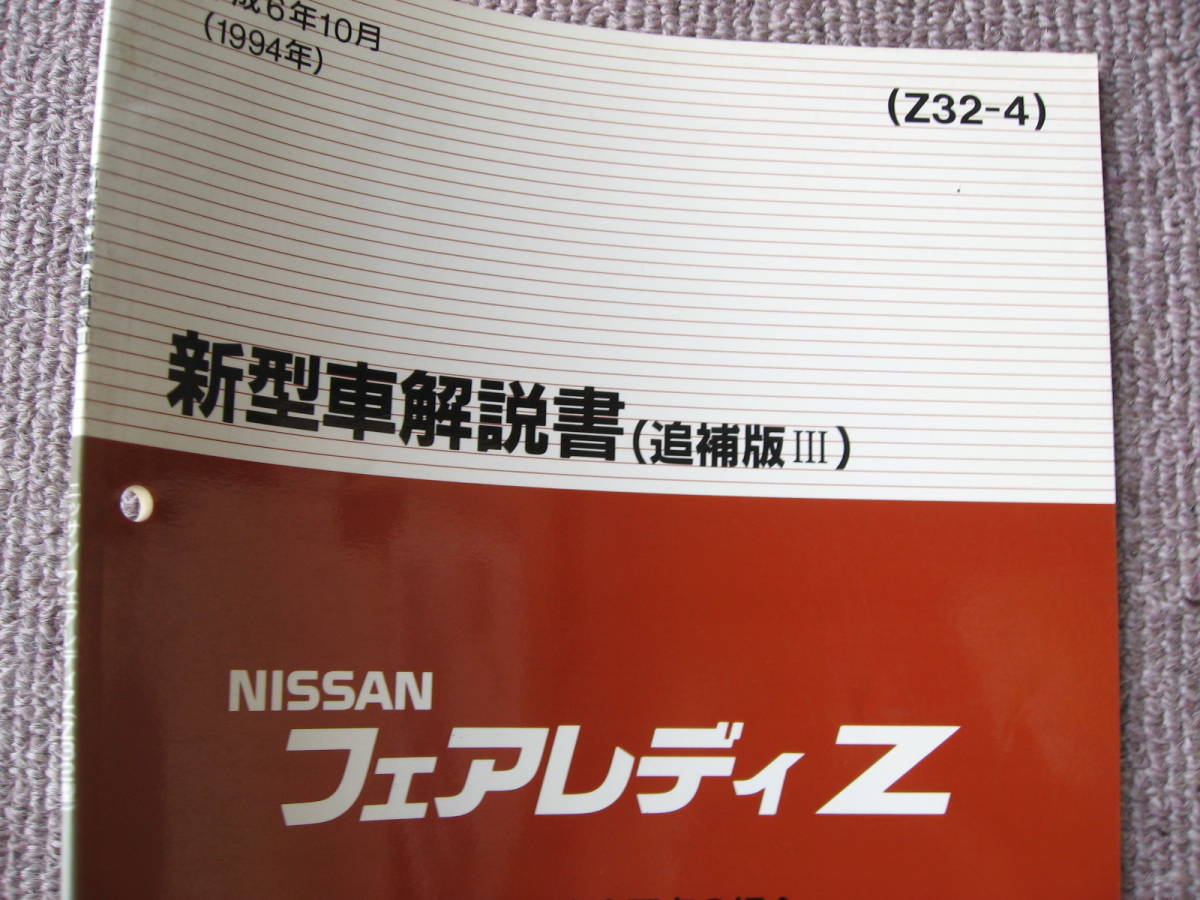 成6年10月
(1994年)
(Z32-4)
新型車解説書(追補版III)
NISSAN
フェアレディZ